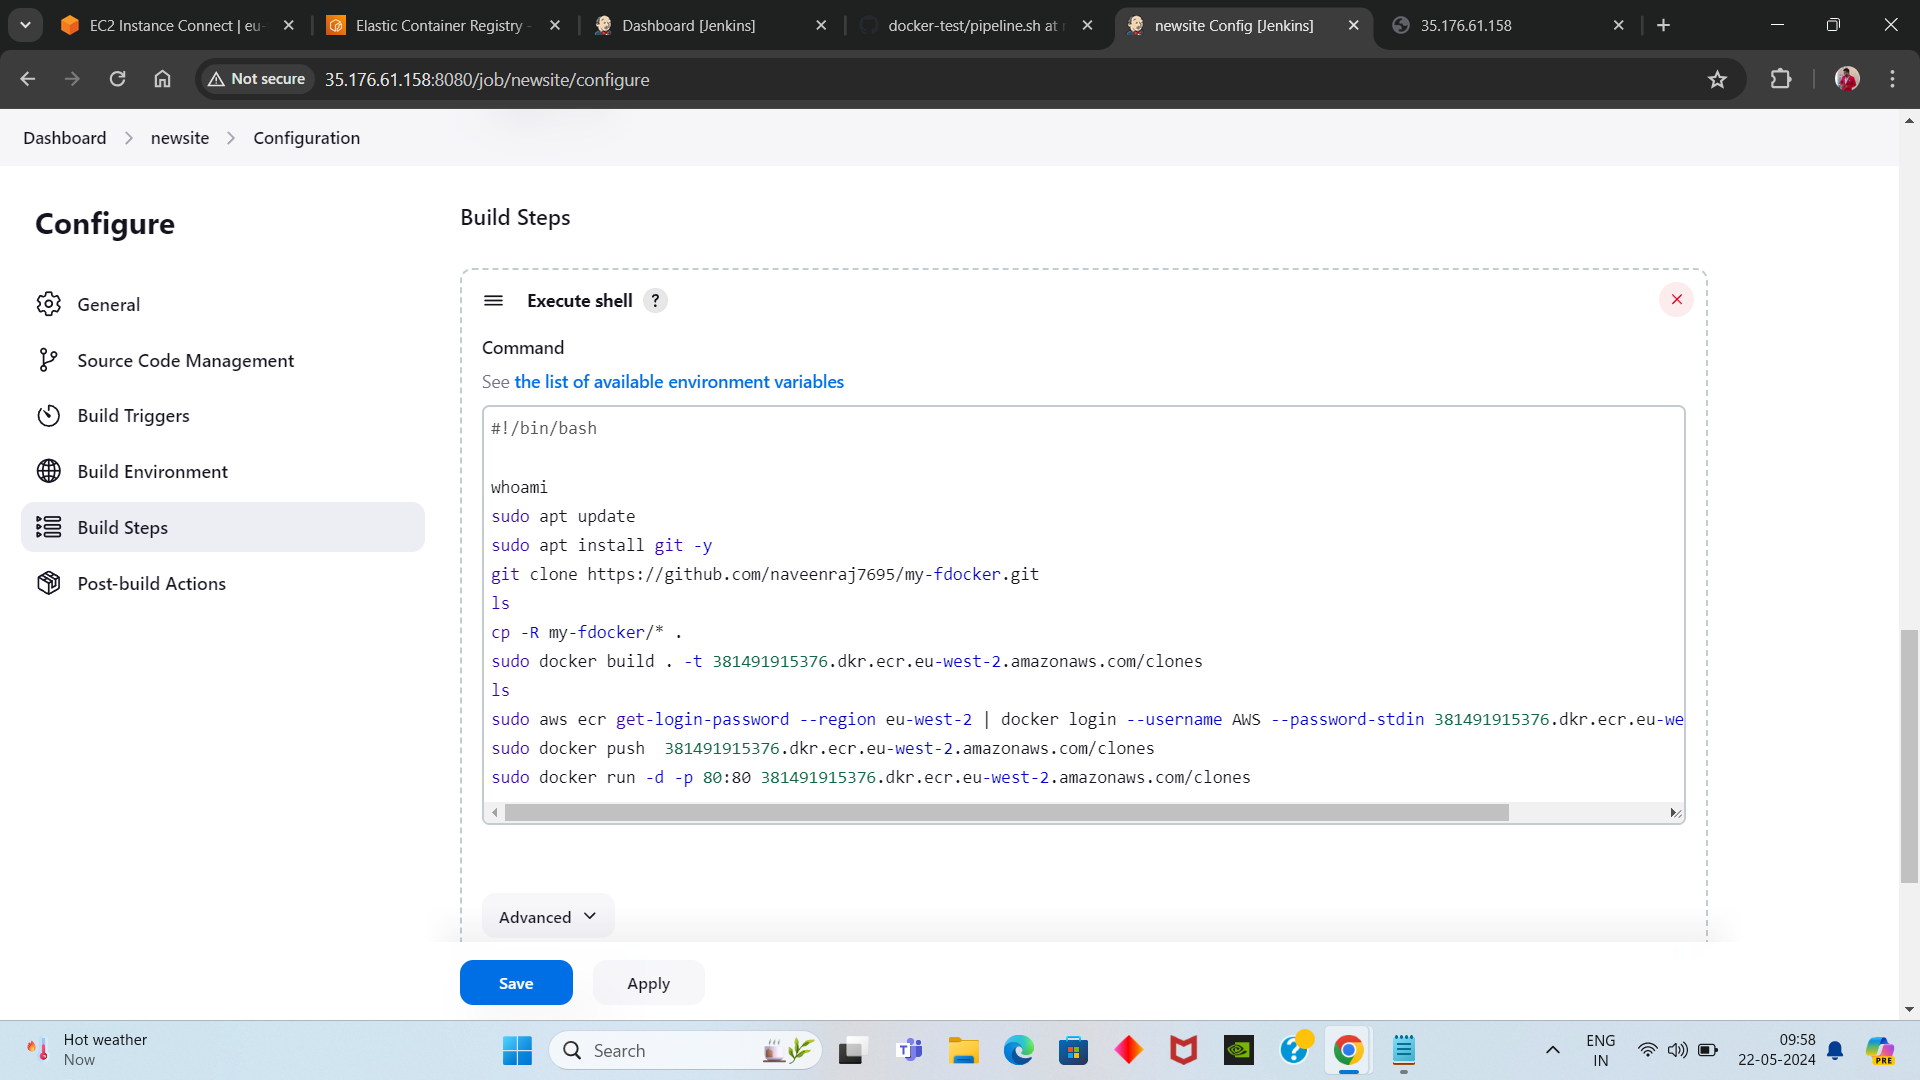 EC2 Instance Connect | eu-
Elastic Container Registry -
Dashboard [Jenkins]
docker-test/pipeline.sh at
newsite Config [Jenkins]
35.176.61.158
Not secure
35.176.61.158:8080/job/newsite/configure
Dashboard > newsite > Configuration
Configure
General
Source Code Management
Build Triggers
Build Environment
Build Steps
Post-build Actions
Build Steps
Execute shell ?
Command
See the list of available environment variables
#!/bin/bash
whoami
sudo apt update
sudo apt install git -y
git clone https://github.com/naveenraj7695/my-fdocker.git
ls
cp -R my-fdocker/* .
sudo docker build . -t 381491915376.dkr.ecr.eu-west-2.amazonaws.com/clones
ls
sudo aws ecr get-login-password --region eu-west-2 | docker login --username AWS --password-stdin 381491915376.dkr.ecr.eu-we
sudo docker push  381491915376.dkr.ecr.eu-west-2.amazonaws.com/clones
sudo docker run -d -p 80:80 381491915376.dkr.ecr.eu-west-2.amazonaws.com/clones
Advanced
Save
Apply
Hot weather
Now
Search
ENG
IN
09:58
22-05-2024
PRE